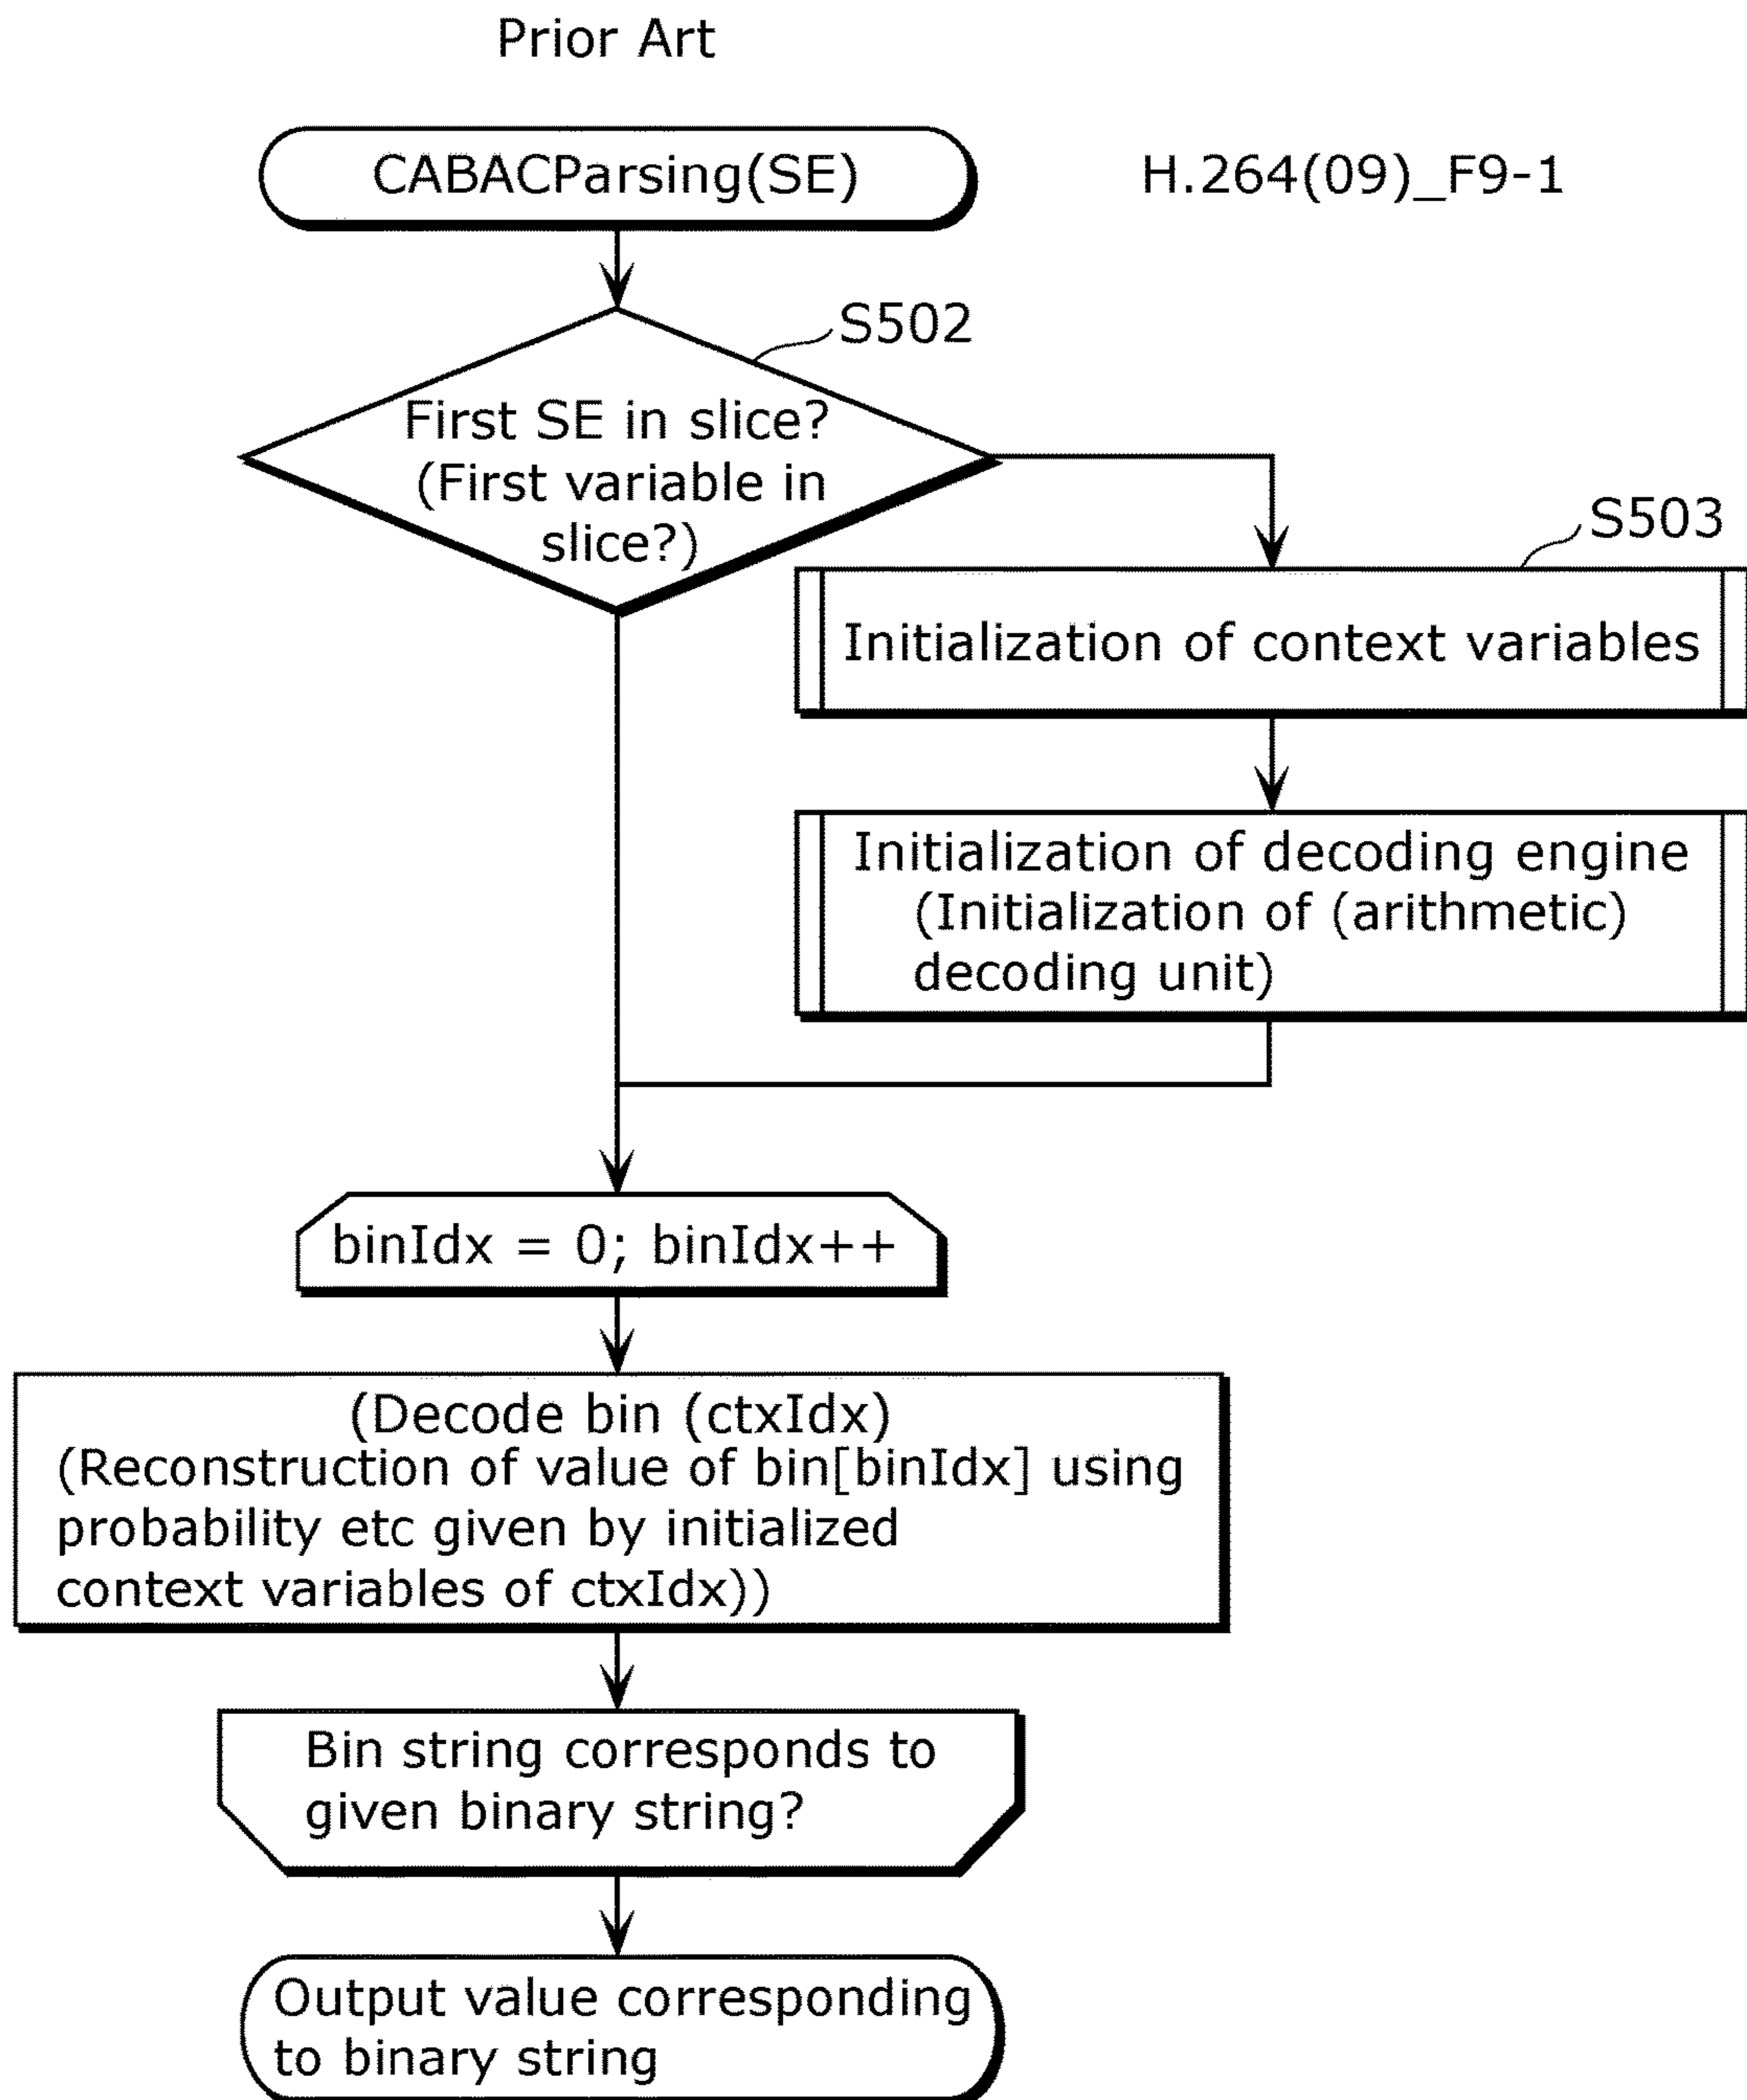 Prior Art
CABACParsing(SE)
H.264(09)_F9-1
S502
First SE in slice?
(First variable in
slice?)
S503
Initialization of context variables
Initialization of decoding engine
(Initialization of (arithmetic)
decoding unit)
binIdx = 0; binIdx++
(Decode bin (ctxIdx)
(Reconstruction of value of bin[binIdx] using
probability etc given by initialized
context variables of ctxIdx))
Bin string corresponds to
given binary string?
Output value corresponding
to binary string